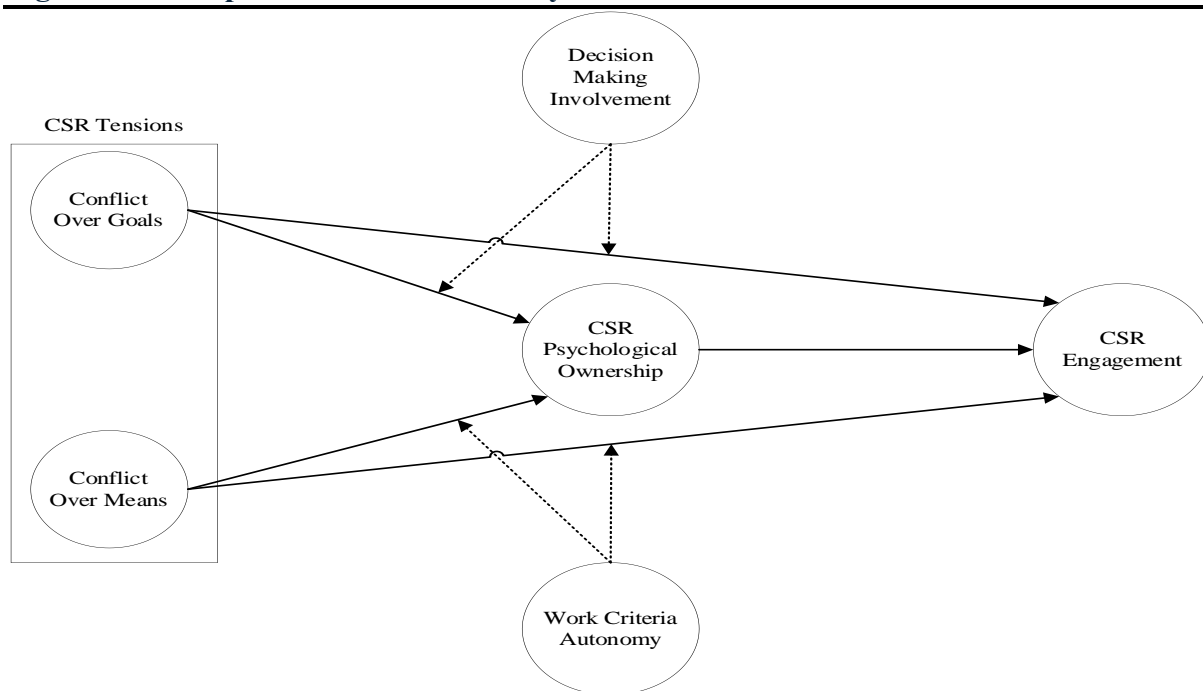 Decision
Making
Involvement
CSR Tensions
Conflict
Over Goals
CSR
Psychological
Ownership
CSR
Engagement
Conflict
Over Means
Work Criteria
Autonomy